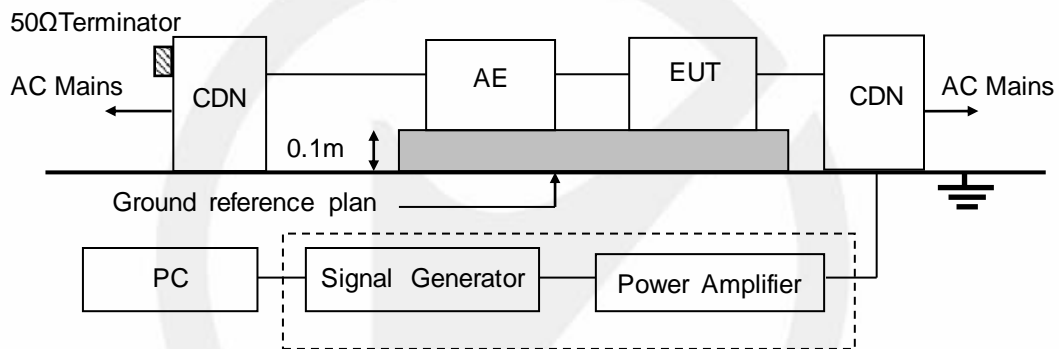 50ΩTerminator
AC Mains
CDN
AE
EUT
CDN
AC Mains
0.1m
Ground reference plan
PC
Signal Generator
Power Amplifier